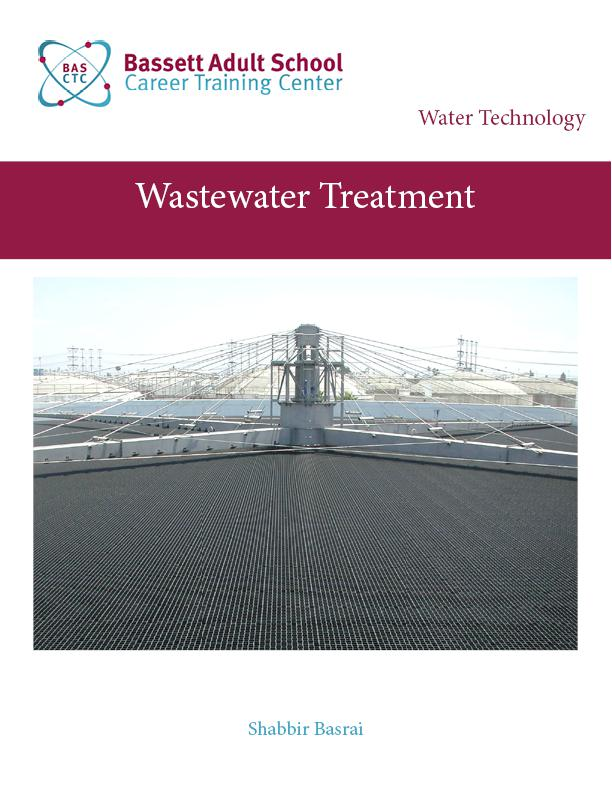 BAS
CTC
Bassett Adult School
Career Training Center
Water Technology
Wastewater Treatment
Shabbir Basrai